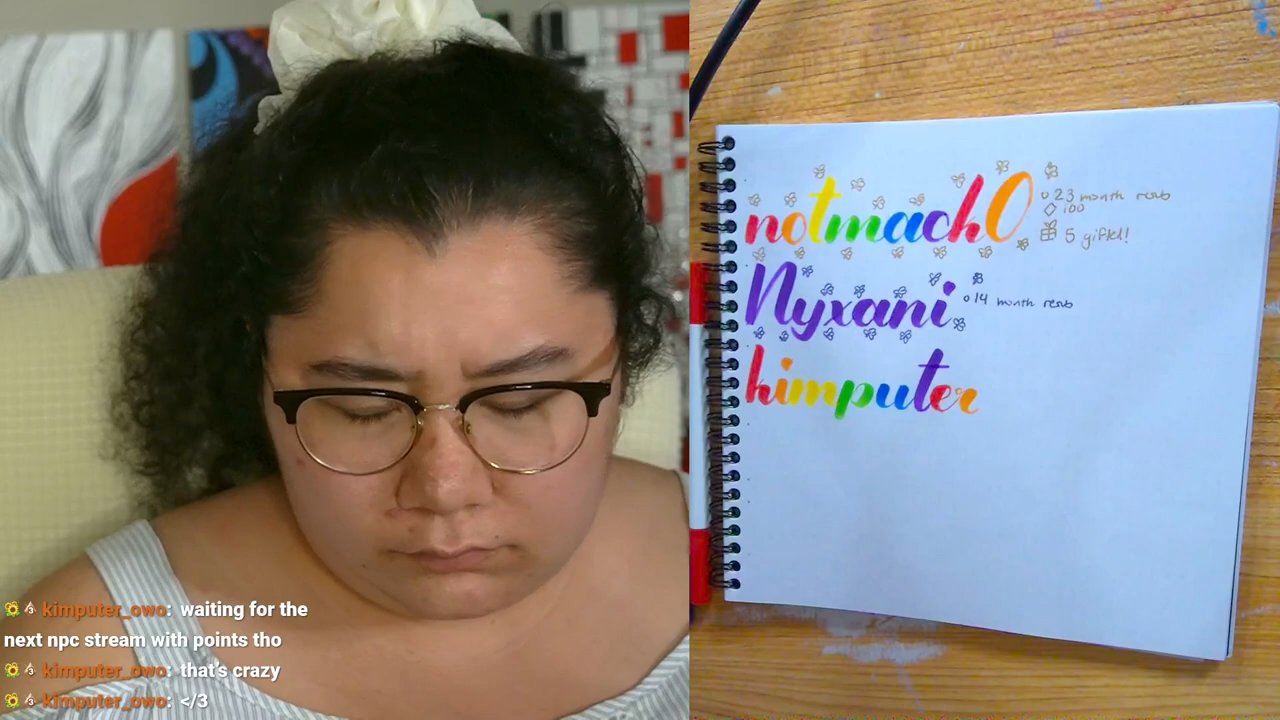 notmach0
23 month resub
100
5 gifted!
Nyxani
14 month resub
kimputer
kimputer_owo: waiting for the
next npc stream with points tho
kimputer_owo: that's crazy
kimputer_owo: </3